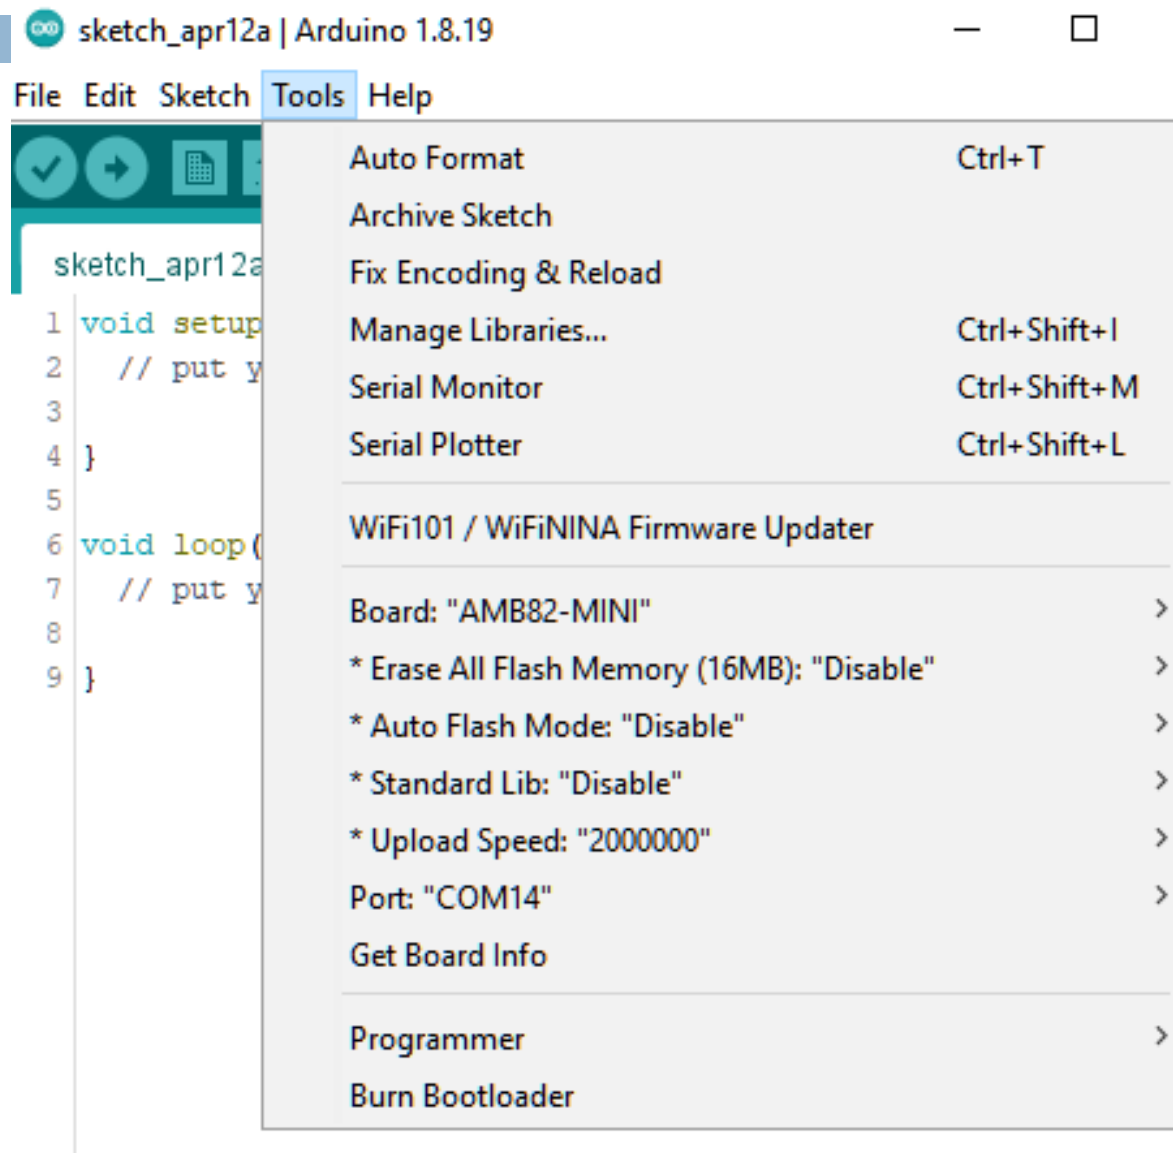 sketch_apr12a | Arduino 1.8.19
File Edit Sketch Tools Help
Auto Format Ctrl+T
Archive Sketch
Fix Encoding & Reload
Manage Libraries... Ctrl+Shift+I
Serial Monitor Ctrl+Shift+M
Serial Plotter Ctrl+Shift+L
WiFi101 / WiFiNINA Firmware Updater
Board: "AMB82-MINI"
* Erase All Flash Memory (16MB): "Disable"
* Auto Flash Mode: "Disable"
* Standard Lib: "Disable"
* Upload Speed: "2000000"
Port: "COM14"
Get Board Info
Programmer
Burn Bootloader
sketch_apr12a
1 void setup
2 // put y
3
4 }
5
6 void loop(
7 // put y
8
9 }